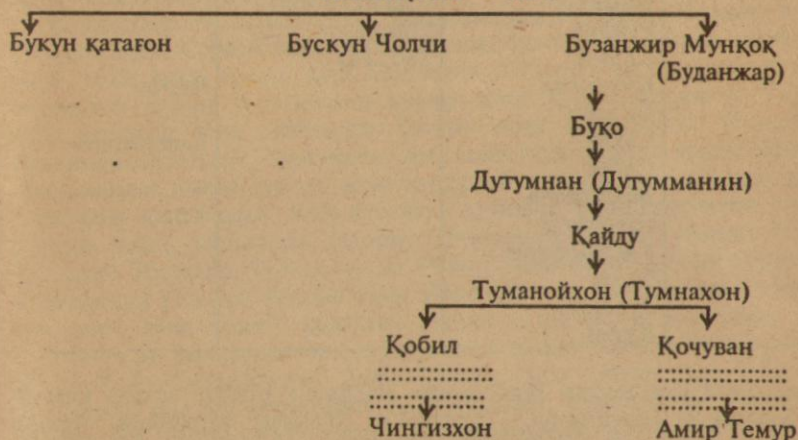 Букун қатағон Бускун Чолчи Бузанжир Мунқоқ
(Буданжар)
Буқо
Дутумнан (Дутумманин)
Қайду
Туманойхон (Тумнахон)
Қобил Қочуван
Чингизхон Амир Темур